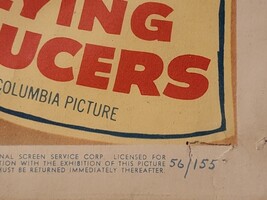 YING
UCERS
COLUMBIA PICTURE
NAL SCREEN SERVICE CORP. LICENSED FOR
TION WITH THE EXHIBITION OF THIS PICTURE
MUST BE RETURNED IMMEDIATELY THEREAFTER.
56/155